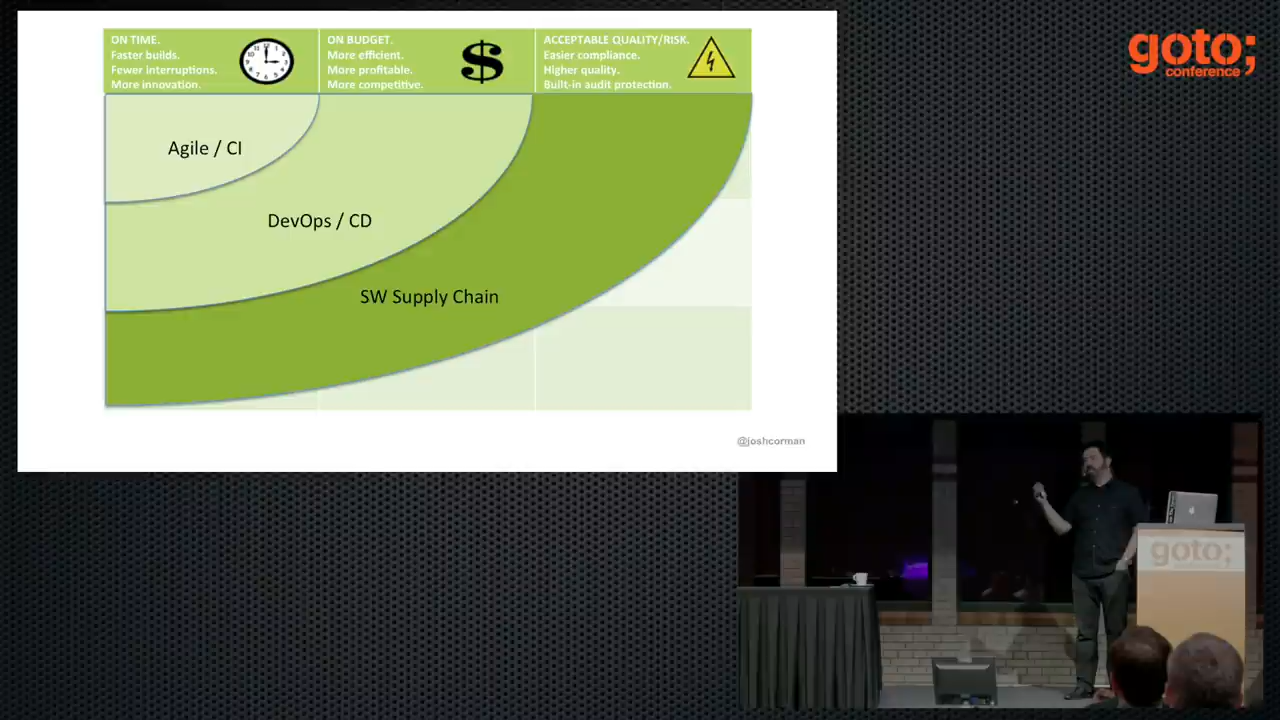 ON TIME.
Faster builds.
Fewer interruptions.
More innovation.
ON BUDGET.
More efficient.
More profitable.
More competitive.
ACCEPTABLE QUALITY/RISK.
Easier compliance.
Higher quality.
Built-in audit protection.
Agile / CI
DevOps / CD
SW Supply Chain
@joshcorman
goto;
conference
goto;
conference